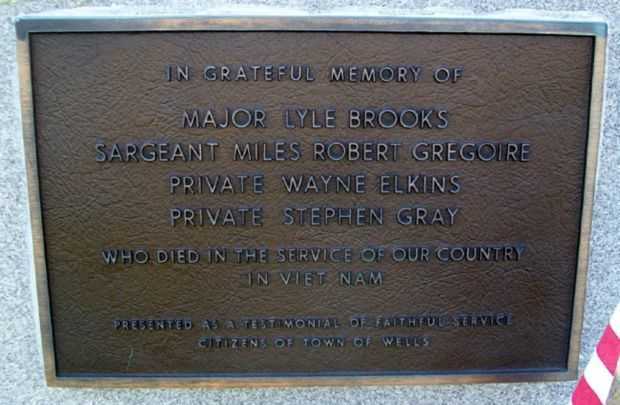 IN GRATEFUL MEMORY OF
MAJOR LYLE BROOKS
SARGEANT MILES ROBERT GREGOIRE
PRIVATE WAYNE ELKINS
PRIVATE STEPHEN GRAY
WHO DIED IN THE SERVICE OF OUR COUNTRY
IN VIET NAM
PRESENTED AS A TESTIMONIAL OF FAITHFUL SERVICE
CITIZENS OF TOWN OF WELLS